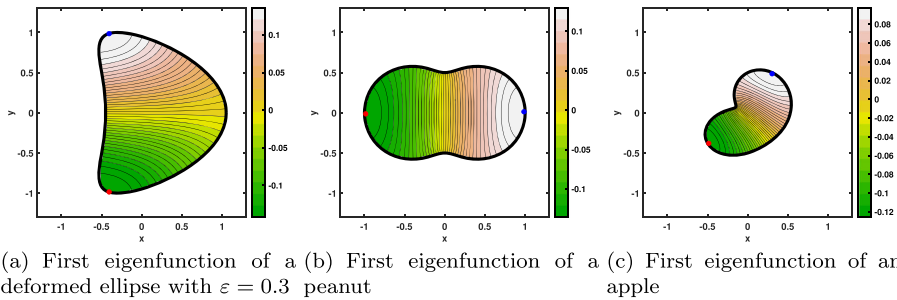 1
0.5
0
-0.5
-1
y
-1 -0.5 0 0.5 1
x
0.1
0.05
0
-0.05
-0.1
1
0.5
0
-0.5
-1
y
-1 -0.5 0 0.5 1
x
0.1
0.05
0
-0.05
-0.1
1
0.5
0
-0.5
-1
y
-1 -0.5 0 0.5 1
x
0.08
0.06
0.04
0.02
0
-0.02
-0.04
-0.06
-0.08
-0.1
-0.12
(a) First eigenfunction of a
deformed ellipse with ε = 0.3
(b) First eigenfunction of a
peanut
(c) First eigenfunction of an
apple